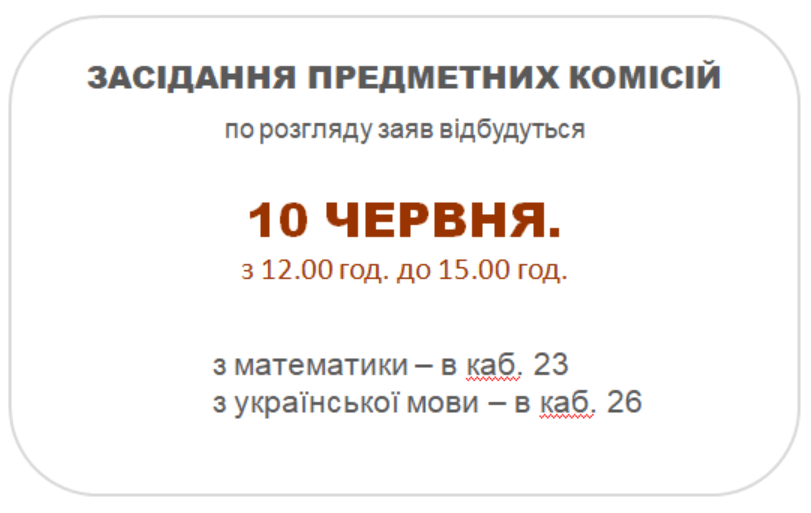 ЗАСІДАННЯ ПРЕДМЕТНИХ КОМІСІЙ
по розгляду заяв відбудуться
10 ЧЕРВНЯ.
з 12.00 год. до 15.00 год.
з математики – в каб. 23
з української мови – в каб. 26